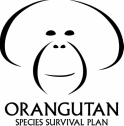 ORANGUTAN
SPECIES SURVIVAL PLAN